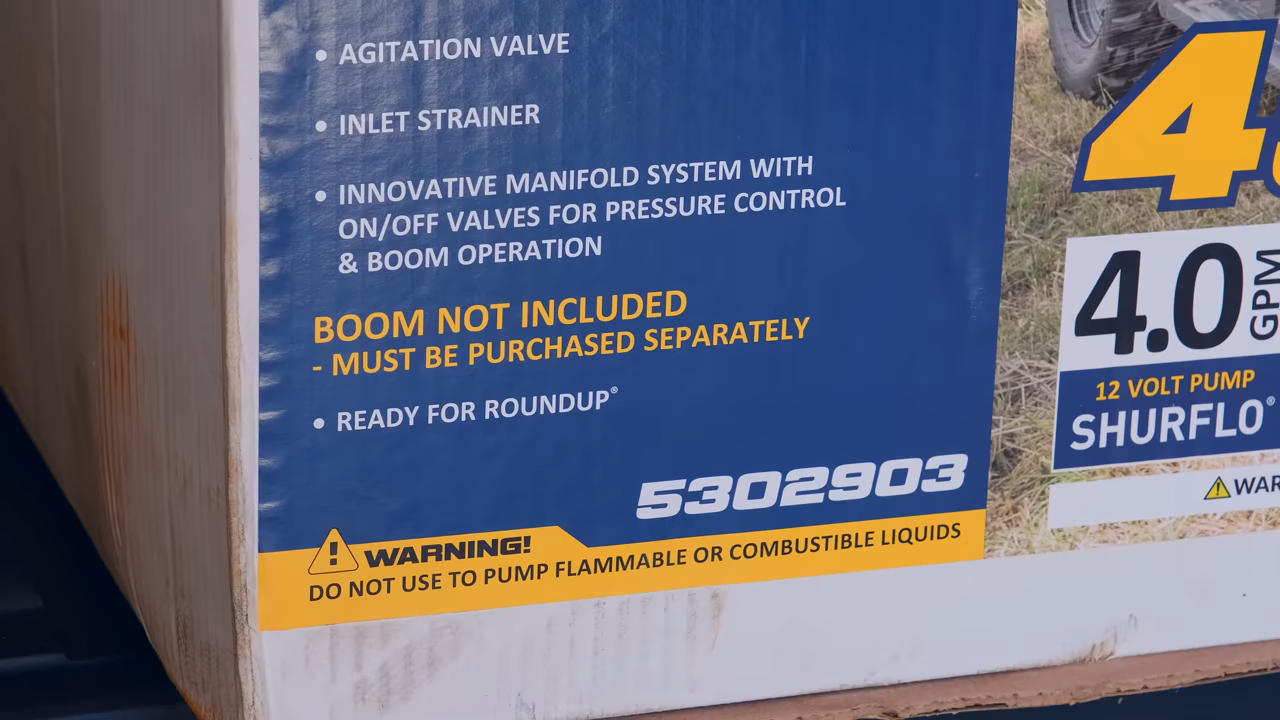 • AGITATION VALVE
• INLET STRAINER
• INNOVATIVE MANIFOLD SYSTEM WITH
ON/OFF VALVES FOR PRESSURE CONTROL
& BOOM OPERATION
BOOM NOT INCLUDED
- MUST BE PURCHASED SEPARATELY
• READY FOR ROUNDUP®
5302903
WARNING!
DO NOT USE TO PUMP FLAMMABLE OR COMBUSTIBLE LIQUIDS
4
4.0 GPM
12 VOLT PUMP
SHURFLO®